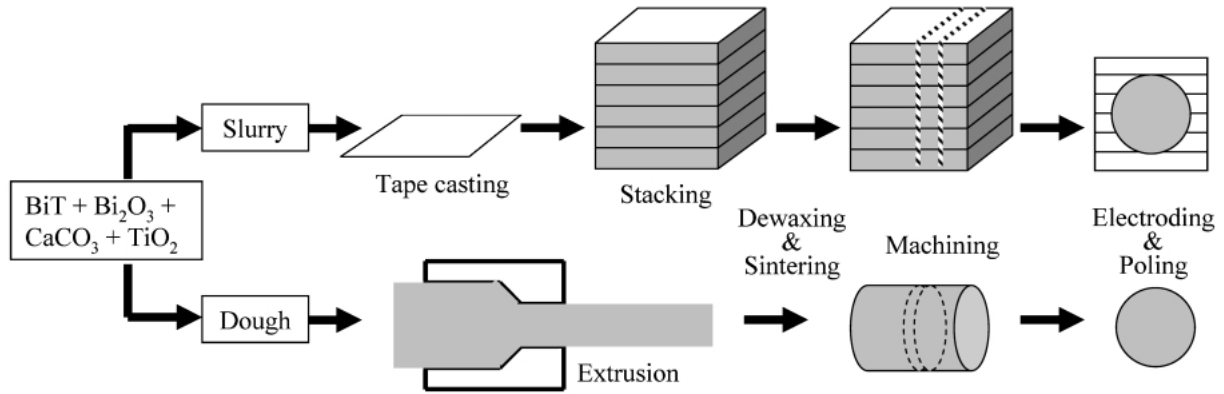 Slurry
Tape casting
Stacking
BiT + Bi₂O₃ +
CaCO₃ + TiO₂
Dewaxing
&
Sintering
Machining
Electroding
&
Poling
Dough
Extrusion